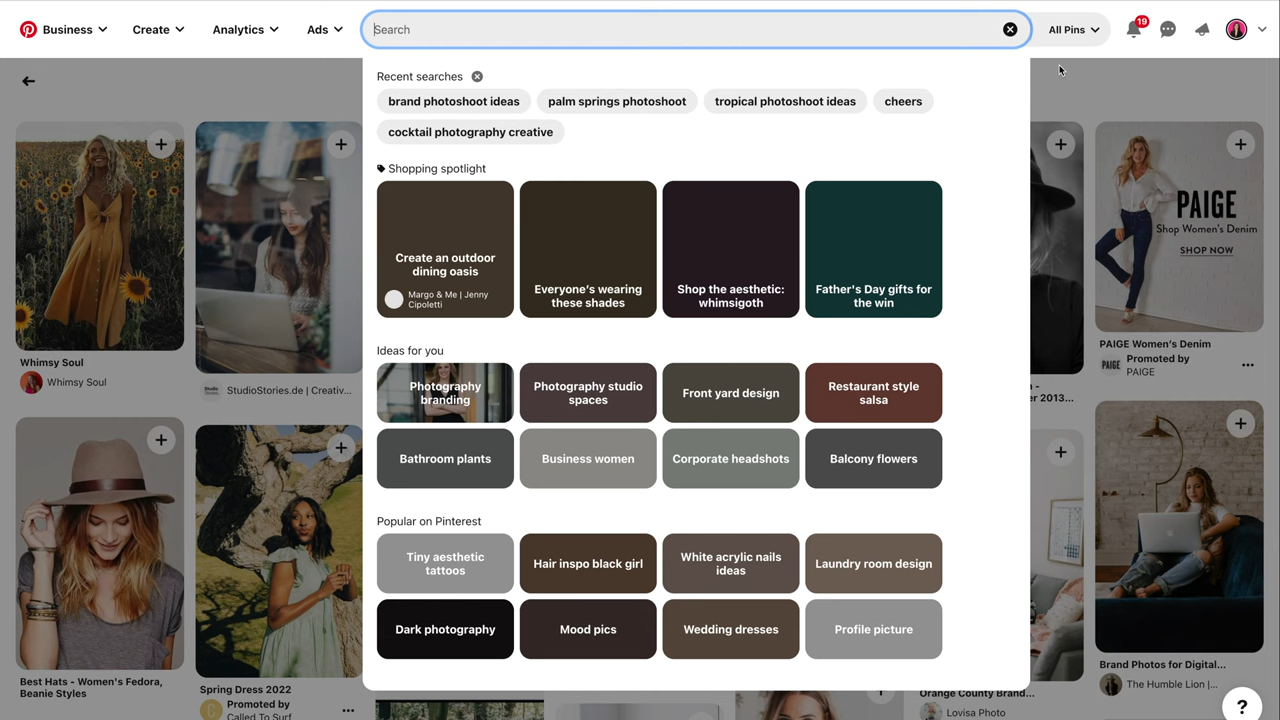 Business
Create
Analytics
Ads
Search
All Pins
19
Recent searches
brand photoshoot ideas
palm springs photoshoot
tropical photoshoot ideas
cheers
cocktail photography creative
Shopping spotlight
Create an outdoor
dining oasis
Margo & Me | Jenny
Cipoletti
Everyone's wearing
these shades
Shop the aesthetic:
whimsigoth
Father's Day gifts for
the win
Ideas for you
Photography
branding
Photography studio
spaces
Front yard design
Restaurant style
salsa
Bathroom plants
Business women
Corporate headshots
Balcony flowers
Popular on Pinterest
Tiny aesthetic
tattoos
Hair inspo black girl
White acrylic nails
ideas
Laundry room design
Dark photography
Mood pics
Wedding dresses
Profile picture
Whimsy Soul
Whimsy Soul
StudioStories.de | Creativ...
Best Hats - Women's Fedora,
Beanie Styles
Spring Dress 2022
Promoted by
Called To Surf
PAIGE
Shop Women's Denim
SHOP NOW
PAIGE Women's Denim
PAIGE
Promoted by
PAIGE
er 2013...
Orange County Brand...
Lovisa Photo
Brand Photos for Digital...
The Humble Lion |...
?